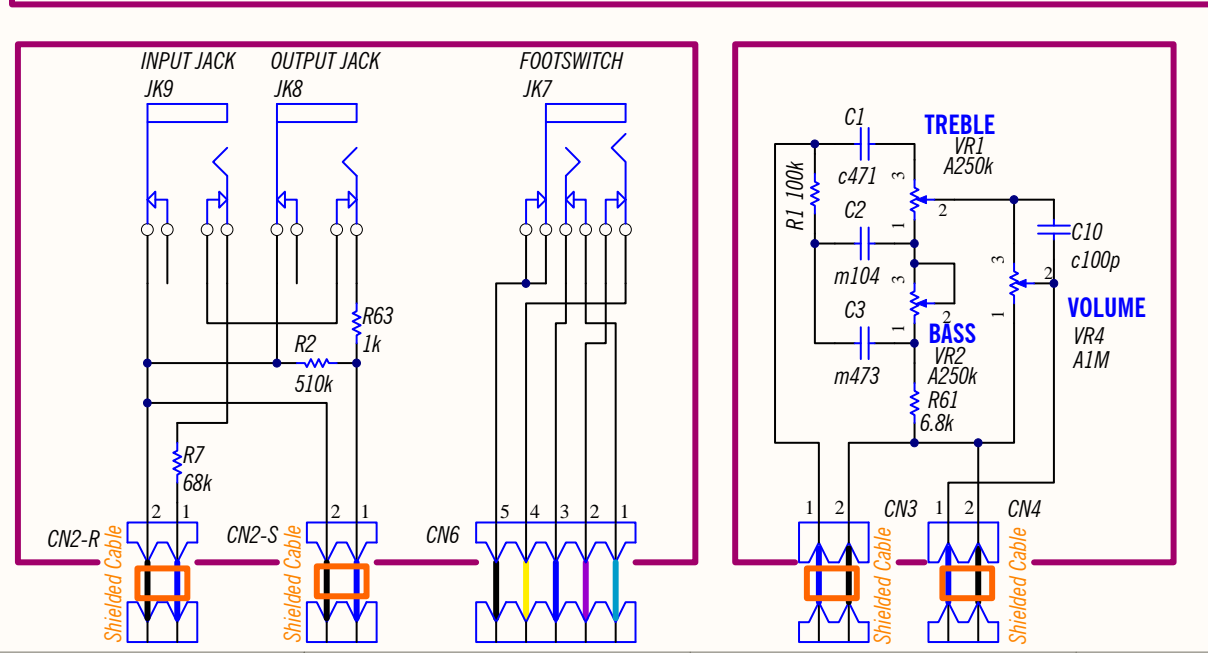 INPUT JACK
JK9
OUTPUT JACK
JK8
FOOTSWITCH
JK7
R63
1k
R2
510k
R7
68k
2 1
CN2-R
Shielded Cable
2 1
CN2-S
Shielded Cable
5 4 3 2 1
CN6
C1
c471
TREBLE
VR1
A250k
3
2
1
R1 100k
C2
m104
C10
c100p
3
2
1
C3
m473
3
2
1
BASS
VR2
A250k
VOLUME
VR4
A1M
R61
6.8k
1 2
CN3
Shielded Cable
1 2
CN4
Shielded Cable